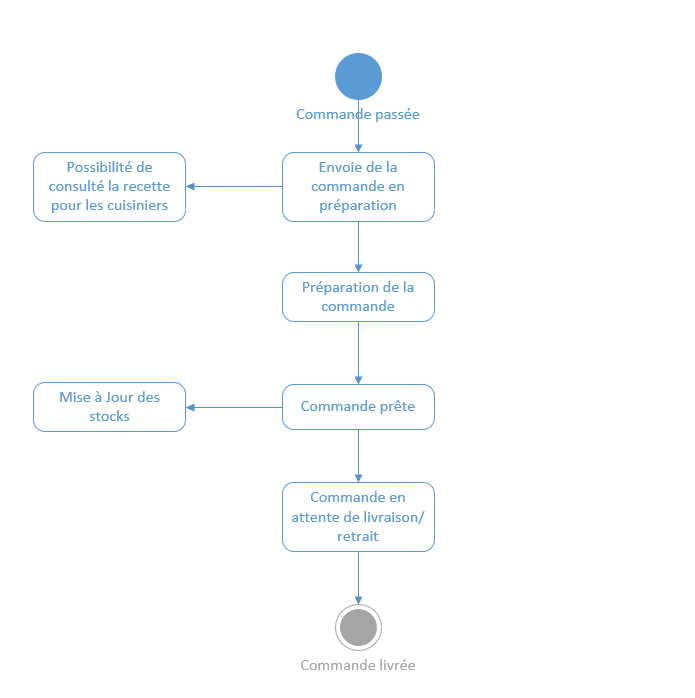 Commande passée
Possibilité de
consulté la recette
pour les cuisiniers
Envoie de la
commande en
préparation
Préparation de la
commande
Mise à Jour des
stocks
Commande prête
Commande en
attente de livraison/
retrait
Commande livrée